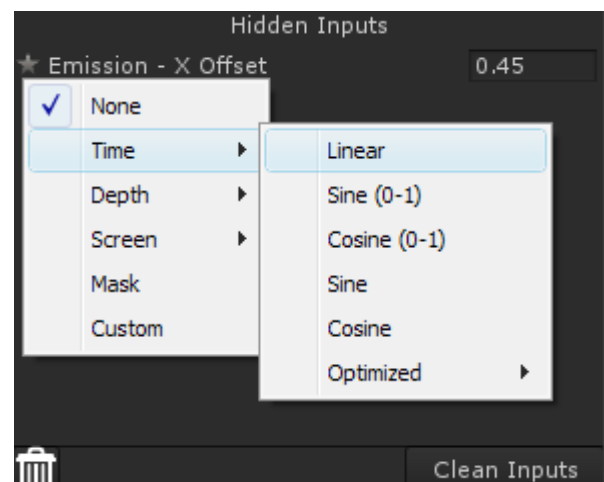 Hidden Inputs
Emission - X Offset 0.45
None
Time
Depth
Screen
Mask
Custom
Linear
Sine (0-1)
Cosine (0-1)
Sine
Cosine
Optimized
Clean Inputs